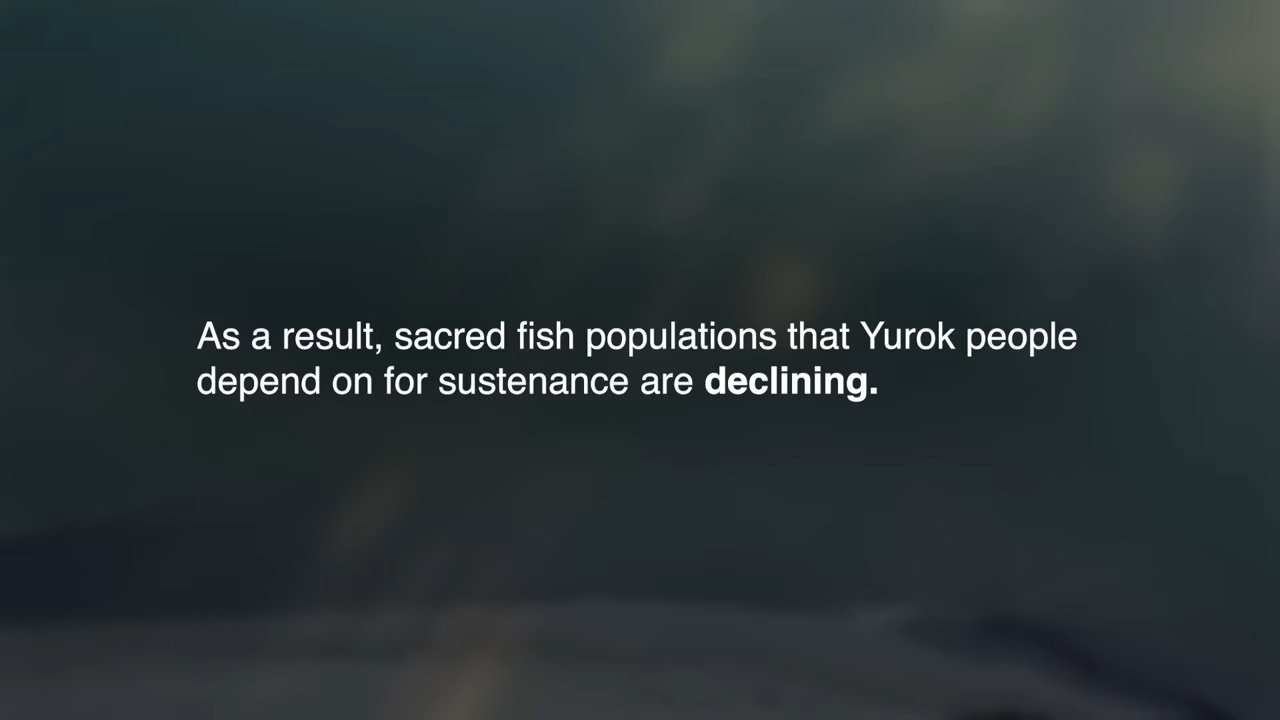 As a result, sacred fish populations that Yurok people
depend on for sustenance are declining.